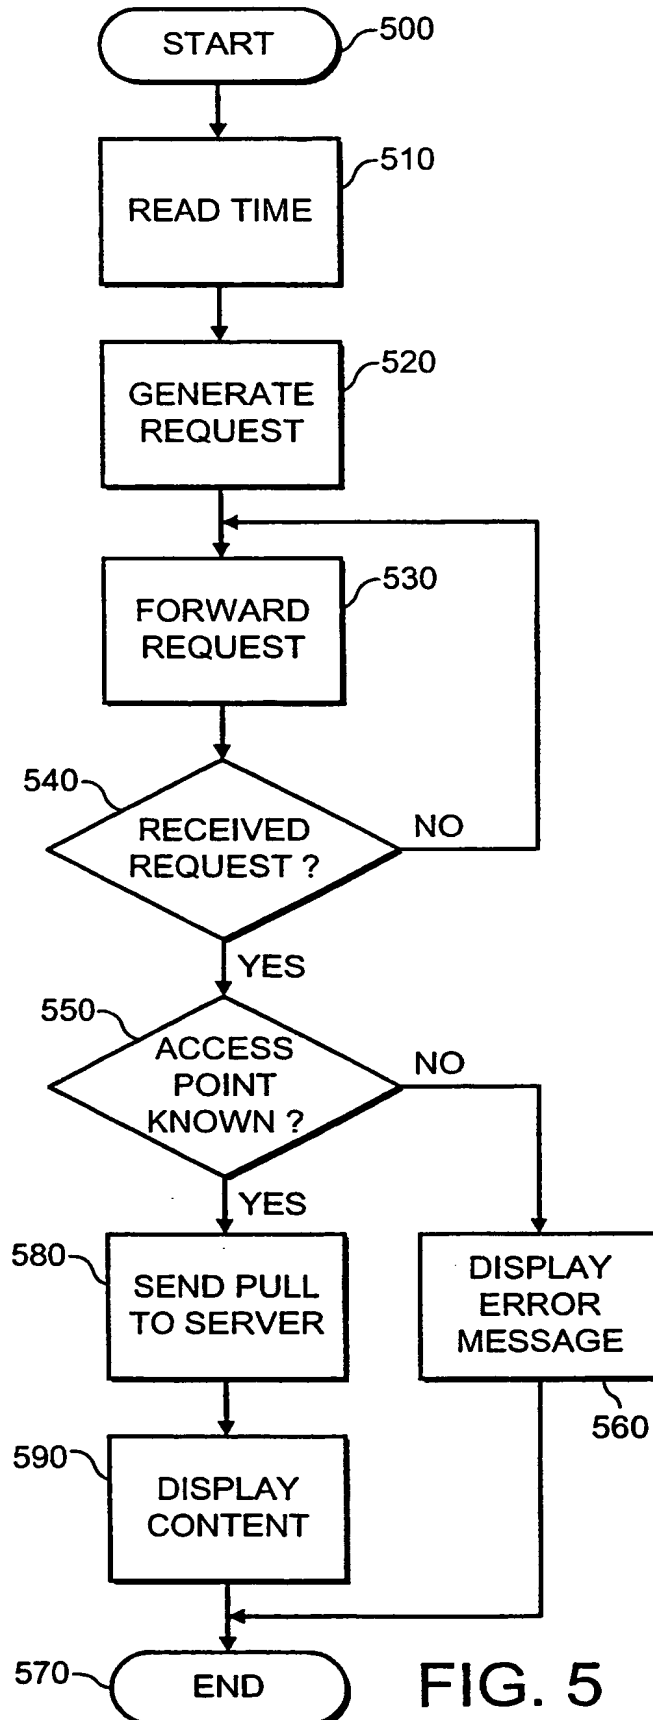 START
500
510
READ TIME
520
GENERATE
REQUEST
530
FORWARD
REQUEST
540
RECEIVED
REQUEST ?
NO
YES
550
ACCESS
POINT
KNOWN ?
NO
YES
580
SEND PULL
TO SERVER
DISPLAY
ERROR
MESSAGE
560
590
DISPLAY
CONTENT
570
END
FIG. 5